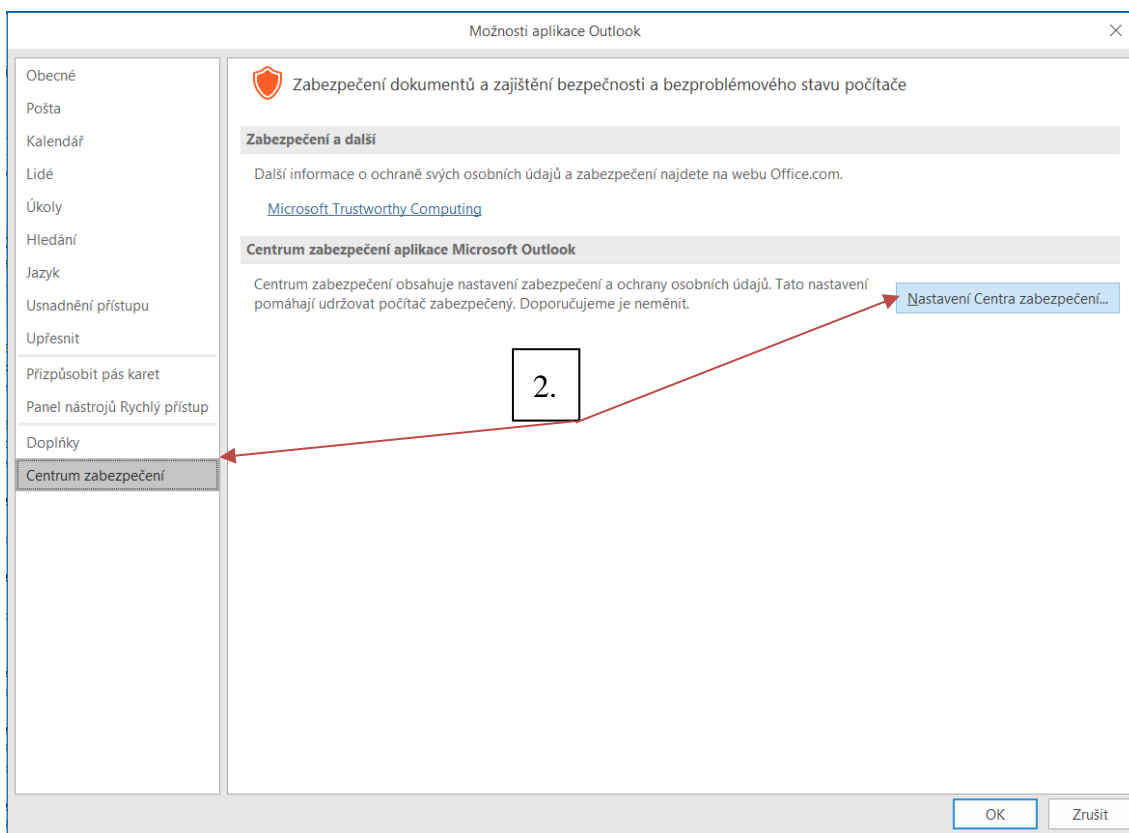 Možnosti aplikace Outlook
Obecné
Pošta
Kalendář
Lidé
Úkoly
Hledání
Jazyk
Usnadnění přístupu
Upřesnit
Přizpůsobit pás karet
Panel nástrojů Rychlý přístup
Doplňky
Centrum zabezpečení
Zabezpečení dokumentů a zajištění bezpečnosti a bezproblémového stavu počítače
Zabezpečení a další
Další informace o ochraně svých osobních údajů a zabezpečení najdete na webu Office.com.
Microsoft Trustworthy Computing
Centrum zabezpečení aplikace Microsoft Outlook
Centrum zabezpečení obsahuje nastavení zabezpečení a ochrany osobních údajů. Tato nastavení
pomáhají udržovat počítač zabezpečený. Doporučujeme je neměnit.
Nastavení Centra zabezpečení...
2.
OK
Zrušit